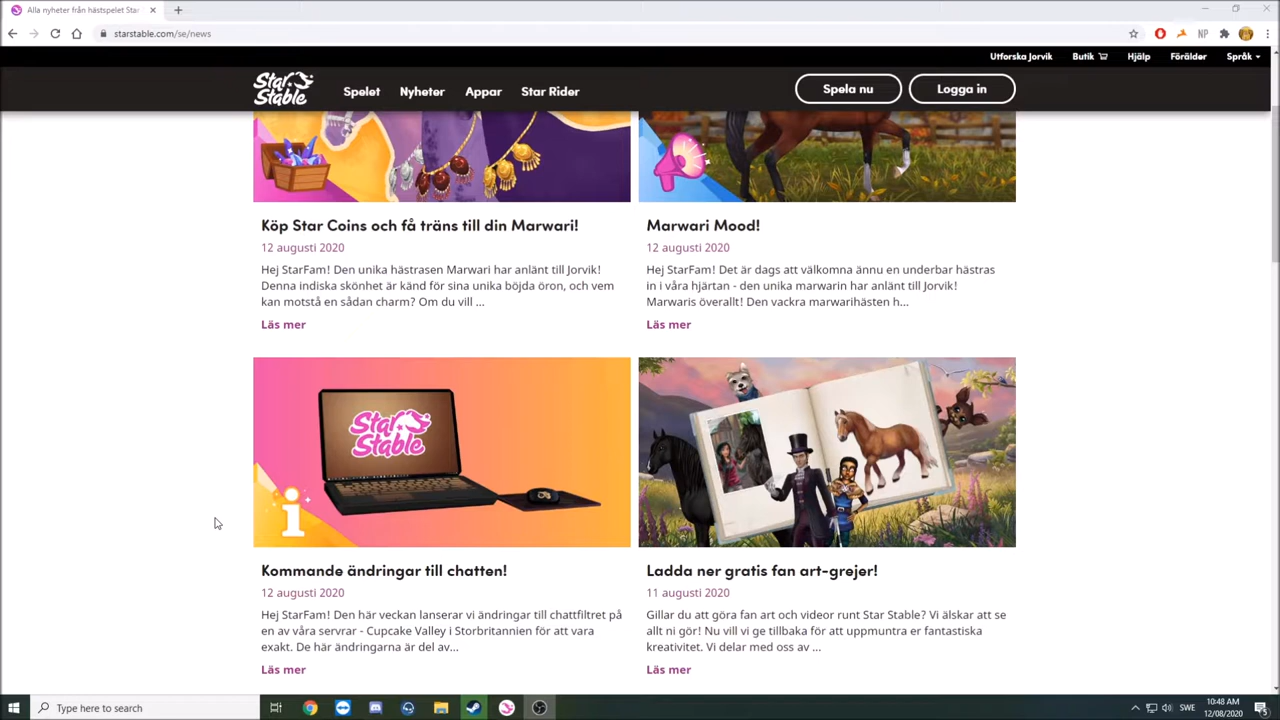 Alla nyheter från hästspelet Star
starstable.com/se/news
NP
Utforska Jorvik Butik Hjälp Förälder Språk
Star Stable
Spelet Nyheter Appar Star Rider
Spela nu Logga in
Köp Star Coins och få träns till din Marwari!
12 augusti 2020
Hej StarFam! Den unika hästrasen Marwari har anlänt till Jorvik!
Denna indiska skönhet är känd för sina unika böjda öron, och vem
kan motstå en sådan charm? Om du vill ...
Läs mer
Marwari Mood!
12 augusti 2020
Hej StarFam! Det är dags att välkomna ännu en underbar hästras
in i våra hjärtan - den unika marwarin har anlänt till Jorvik!
Marwaris överallt! Den vackra marwarihästen h...
Läs mer
Star
Stable
i
Kommande ändringar till chatten!
12 augusti 2020
Hej StarFam! Den här veckan lanserar vi ändringar till chattfiltret på
en av våra servrar - Cupcake Valley i Storbritannien för att vara
exakt. De här ändringarna är del av...
Läs mer
Ladda ner gratis fan art-grejer!
11 augusti 2020
Gillar du att göra fan art och videor runt Star Stable? Vi älskar att se
allt ni gör! Nu vill vi ge tillbaka för att uppmuntra er fantastiska
kreativitet. Vi delar med oss av ...
Läs mer
Type here to search
SWE
10:48 AM
12/08/2020
5